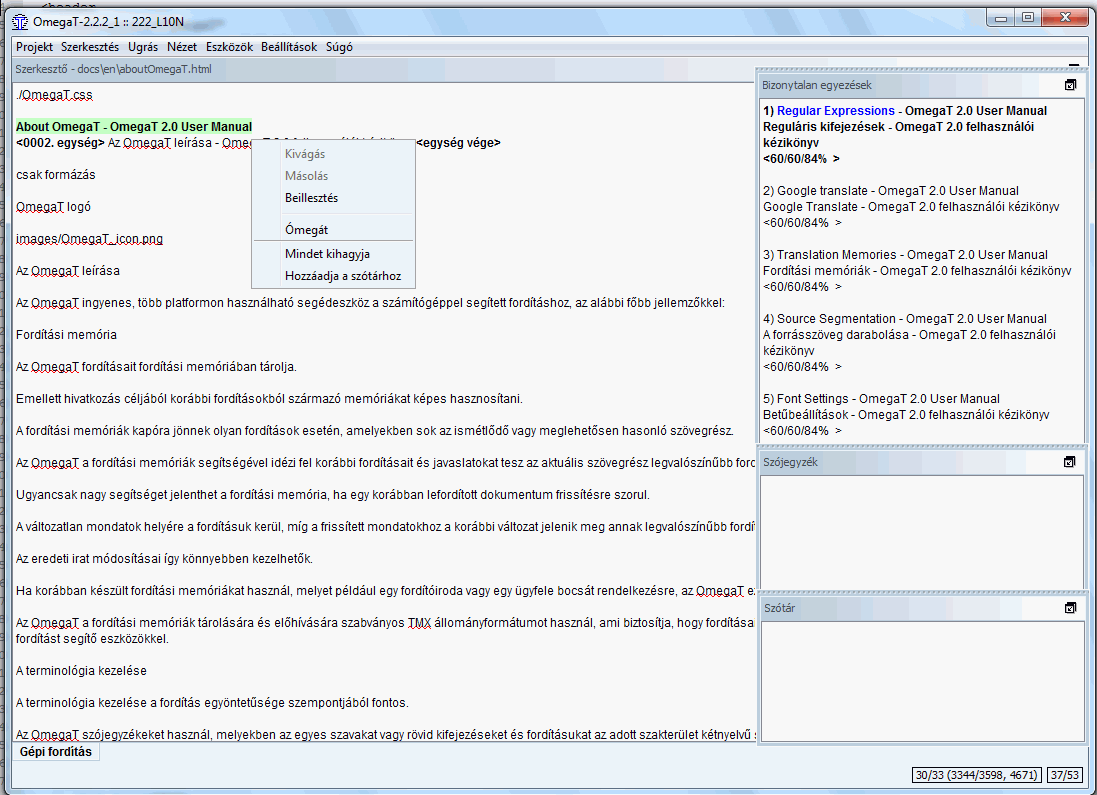 OmegaT-2.2.2_1 :: 222_L10N
Projekt Szerkesztés Ugrás Nézet Eszközök Beállítások Súgó
Szerkesztő - docs\en\aboutOmegaT.html
./OmegaT.css
About OmegaT - OmegaT 2.0 User Manual
<0002. egység> Az OmegaT leírása - <egység vége>
csak formázás
OmegaT logó
images/OmegaT_icon.png
Az OmegaT leírása
Az OmegaT ingyenes, több platformon használható segédeszköz a számítógéppel segített fordításhoz, az alábbi főbb jellemzőkkel:
Fordítási memória
Az OmegaT fordításait fordítási memóriában tárolja.
Emellett hivatkozás céljából korábbi fordításokból származó memóriákat képes hasznosítani.
A fordítási memóriák kapóra jönnek olyan fordítások esetén, amelyekben sok az ismétlődő vagy meglehetősen hasonló szövegrész.
Az OmegaT a fordítási memóriák segítségével idézi fel korábbi fordításait és javaslatokat tesz az aktuális szövegrész legvalószínűbb ford
Ugyancsak nagy segítséget jelenthet a fordítási memória, ha egy korábban lefordított dokumentum frissítésre szorul.
A változatlan mondatok helyére a fordításuk kerül, míg a frissített mondatokhoz a korábbi változat jelenik meg annak legvalószínűbb fordí
Az eredeti irat módosításai így könnyebben kezelhetők.
Ha korábban készült fordítási memóriákat használ, melyet például egy fordítóiroda vagy egy ügyfele bocsát rendelkezésre, az OmegaT e
Az OmegaT a fordítási memóriák tárolására és előhívására szabványos TMX állományformátumot használ, ami biztosítja, hogy fordítása
fordítást segítő eszközökkel.
A terminológia kezelése
A terminológia kezelése a fordítás egyöntetűsége szempontjából fontos.
Az OmegaT szójegyzékeket használ, melyekben az egyes szavakat vagy rövid kifejezéseket és fordításukat az adott szakterület kétnyelvű
Kivágás
Másolás
Beillesztés
Ómegát
Mindet kihagyja
Hozzáadja a szótárhoz
Bizonytalan egyezések
1) Regular Expressions - OmegaT 2.0 User Manual
Reguláris kifejezések - OmegaT 2.0 felhasználói
kézikönyv
<60/60/84% >
2) Google translate - OmegaT 2.0 User Manual
Google Translate - OmegaT 2.0 felhasználói kézikönyv
<60/60/84% >
3) Translation Memories - OmegaT 2.0 User Manual
Fordítási memóriák - OmegaT 2.0 felhasználói kézikönyv
<60/60/84% >
4) Source Segmentation - OmegaT 2.0 User Manual
A forrásszöveg darabolása - OmegaT 2.0 felhasználói
kézikönyv
<60/60/84% >
5) Font Settings - OmegaT 2.0 User Manual
Betűbeállítások - OmegaT 2.0 felhasználói kézikönyv
<60/60/84% >
Szójegyzék
Szótár
Gépi fordítás
30/33 (3344/3598, 4671) 37/53